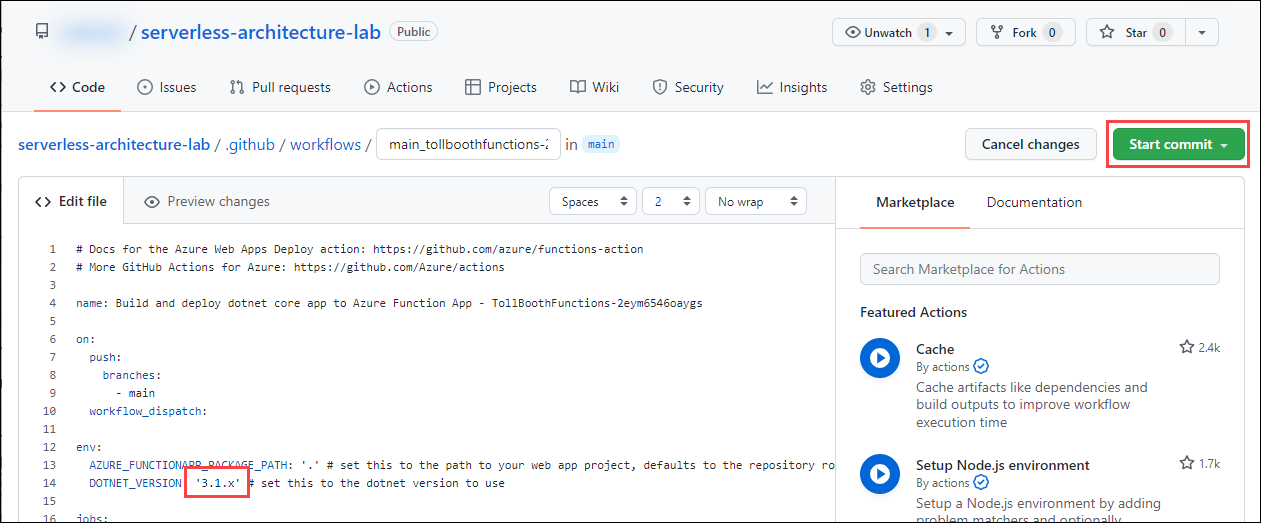 / serverless-architecture-lab Public
Unwatch 1 Fork 0 Star 0
Code Issues Pull requests Actions Projects Wiki Security Insights Settings
serverless-architecture-lab / .github / workflows / main_tollboothfunctions-2 in main Cancel changes Start commit
Edit file Preview changes Spaces 2 No wrap
1 # Docs for the Azure Web Apps Deploy action: https://github.com/azure/functions-action
2 # More GitHub Actions for Azure: https://github.com/Azure/actions
3
4 name: Build and deploy dotnet core app to Azure Function App - TollBoothFunctions-2eym6546oaygs
5
6 on:
7 push:
8 branches:
9 - main
10 workflow_dispatch:
11
12 env:
13 AZURE_FUNCTIONAPP_PACKAGE_PATH: '.' # set this to the path to your web app project, defaults to the repository ro
14 DOTNET_VERSION '3.1.x' # set this to the dotnet version to use
15
16 jobs:
Marketplace Documentation
Search Marketplace for Actions
Featured Actions
Cache 2.4k
By actions
Cache artifacts like dependencies and
build outputs to improve workflow
execution time
Setup Node.js environment 1.7k
By actions
Setup a Node.js environment by adding
problem matchers and optionally